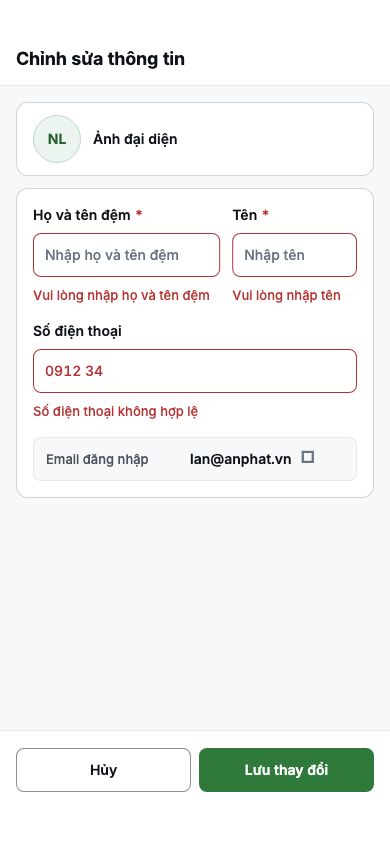 Chỉnh sửa thông tin
NL Ảnh đại diện
Họ và tên đệm * Tên *
Nhập họ và tên đệm Nhập tên
Vui lòng nhập họ và tên đệm Vui lòng nhập tên
Số điện thoại
0912 34
Số điện thoại không hợp lệ
Email đăng nhập lan@anphat.vn
Hủy Lưu thay đổi